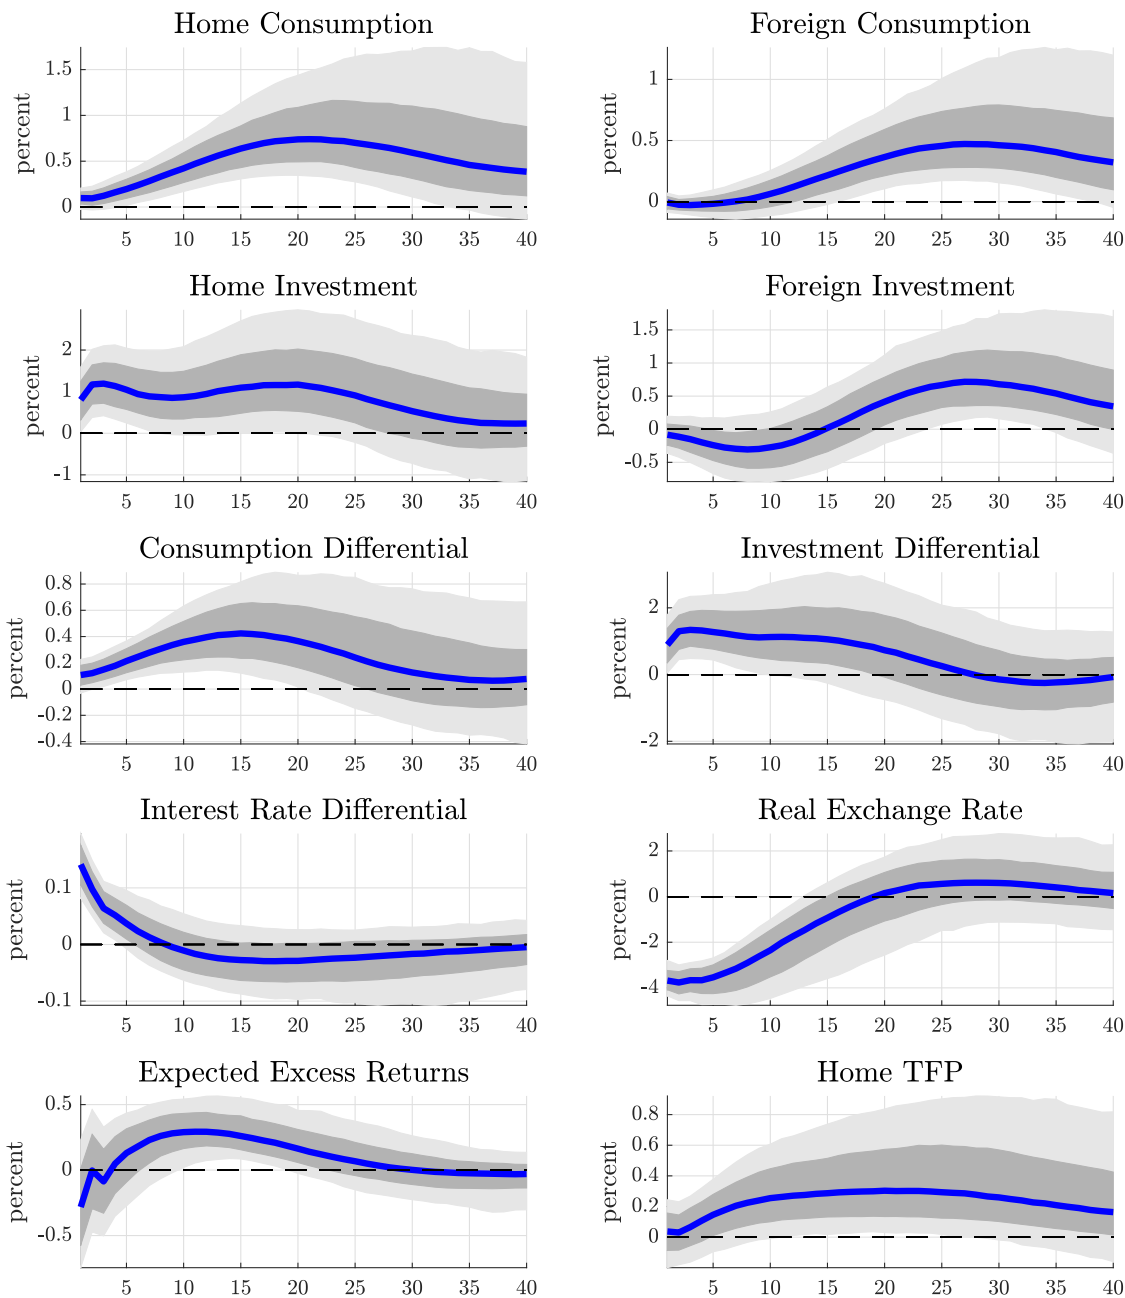 Home Consumption
percent
1.5
1
0.5
0
5 10 15 20 25 30 35 40
Foreign Consumption
percent
1
0.5
0
5 10 15 20 25 30 35 40
Home Investment
percent
2
1
0
-1
5 10 15 20 25 30 35 40
Foreign Investment
percent
1.5
1
0.5
0
-0.5
5 10 15 20 25 30 35 40
Consumption Differential
percent
0.8
0.6
0.4
0.2
0
-0.2
-0.4
5 10 15 20 25 30 35 40
Investment Differential
percent
2
0
-2
5 10 15 20 25 30 35 40
Interest Rate Differential
percent
0.1
0
-0.1
5 10 15 20 25 30 35 40
Real Exchange Rate
percent
2
0
-2
-4
5 10 15 20 25 30 35 40
Expected Excess Returns
percent
0.5
0
-0.5
5 10 15 20 25 30 35 40
Home TFP
percent
0.8
0.6
0.4
0.2
0
5 10 15 20 25 30 35 40